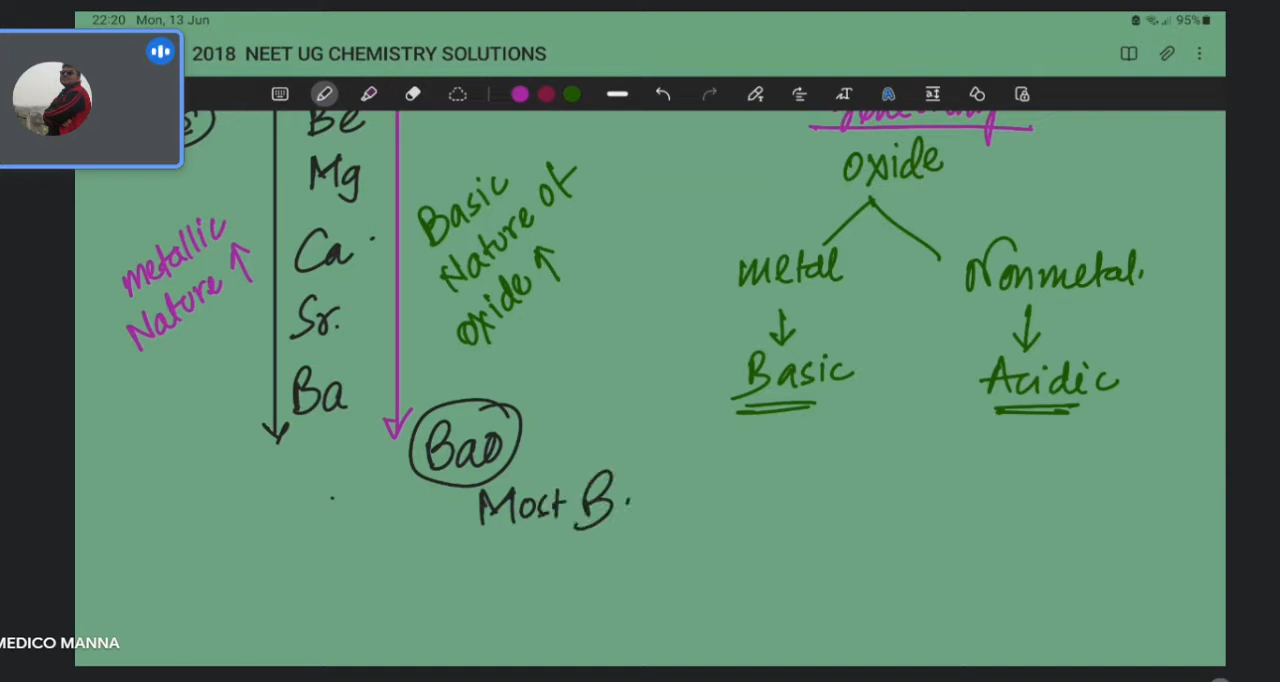 22:20 Mon, 13 Jun
95%
2018 NEET UG CHEMISTRY SOLUTIONS
Be
Mg
Ca
Sr.
Ba
metallic
Nature ↑
Basic
Nature of
oxide ↑
BaO
Most B.
oxide
metal
Nonmetal.
↓
↓
Basic
Acidic
MEDICO MANNA